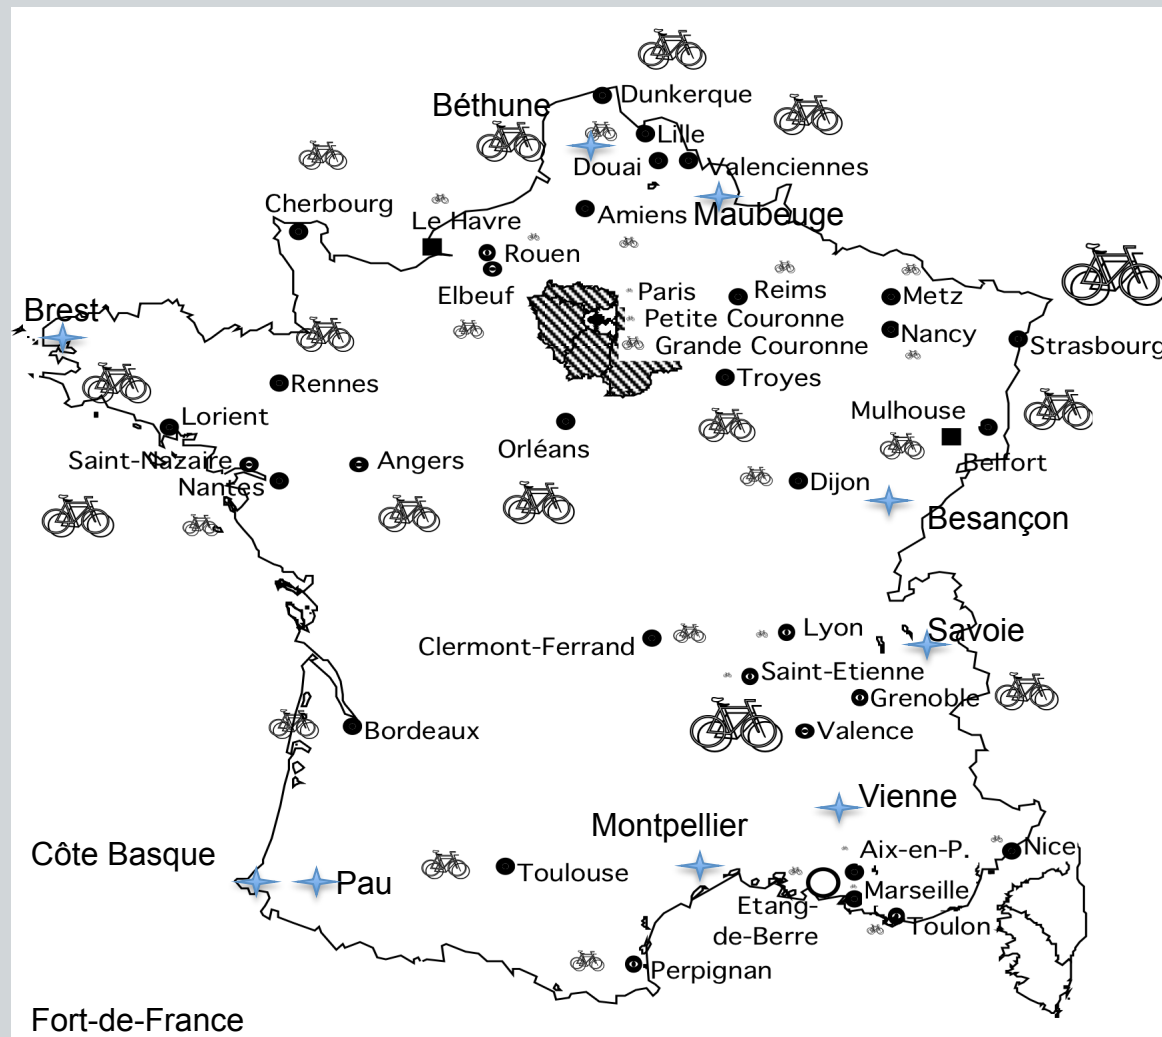 Béthune
Dunkerque
Lille
Douai
Valenciennes
Cherbourg
Le Havre
Amiens
Maubeuge
Rouen
Elbeuf
Brest
Paris
Reims
Metz
Petite Couronne
Nancy
Grande Couronne
Strasbourg
Rennes
Troyes
Lorient
Mulhouse
Saint-Nazaire
Angers
Orléans
Belfort
Nantes
Dijon
Besançon
Clermont-Ferrand
Lyon
Savoie
Saint-Etienne
Grenoble
Bordeaux
Valence
Vienne
Montpellier
Côte Basque
Aix-en-P.
Nice
Toulouse
Pau
Marseille
Etang-
de-Berre
Toulon
Perpignan
Fort-de-France